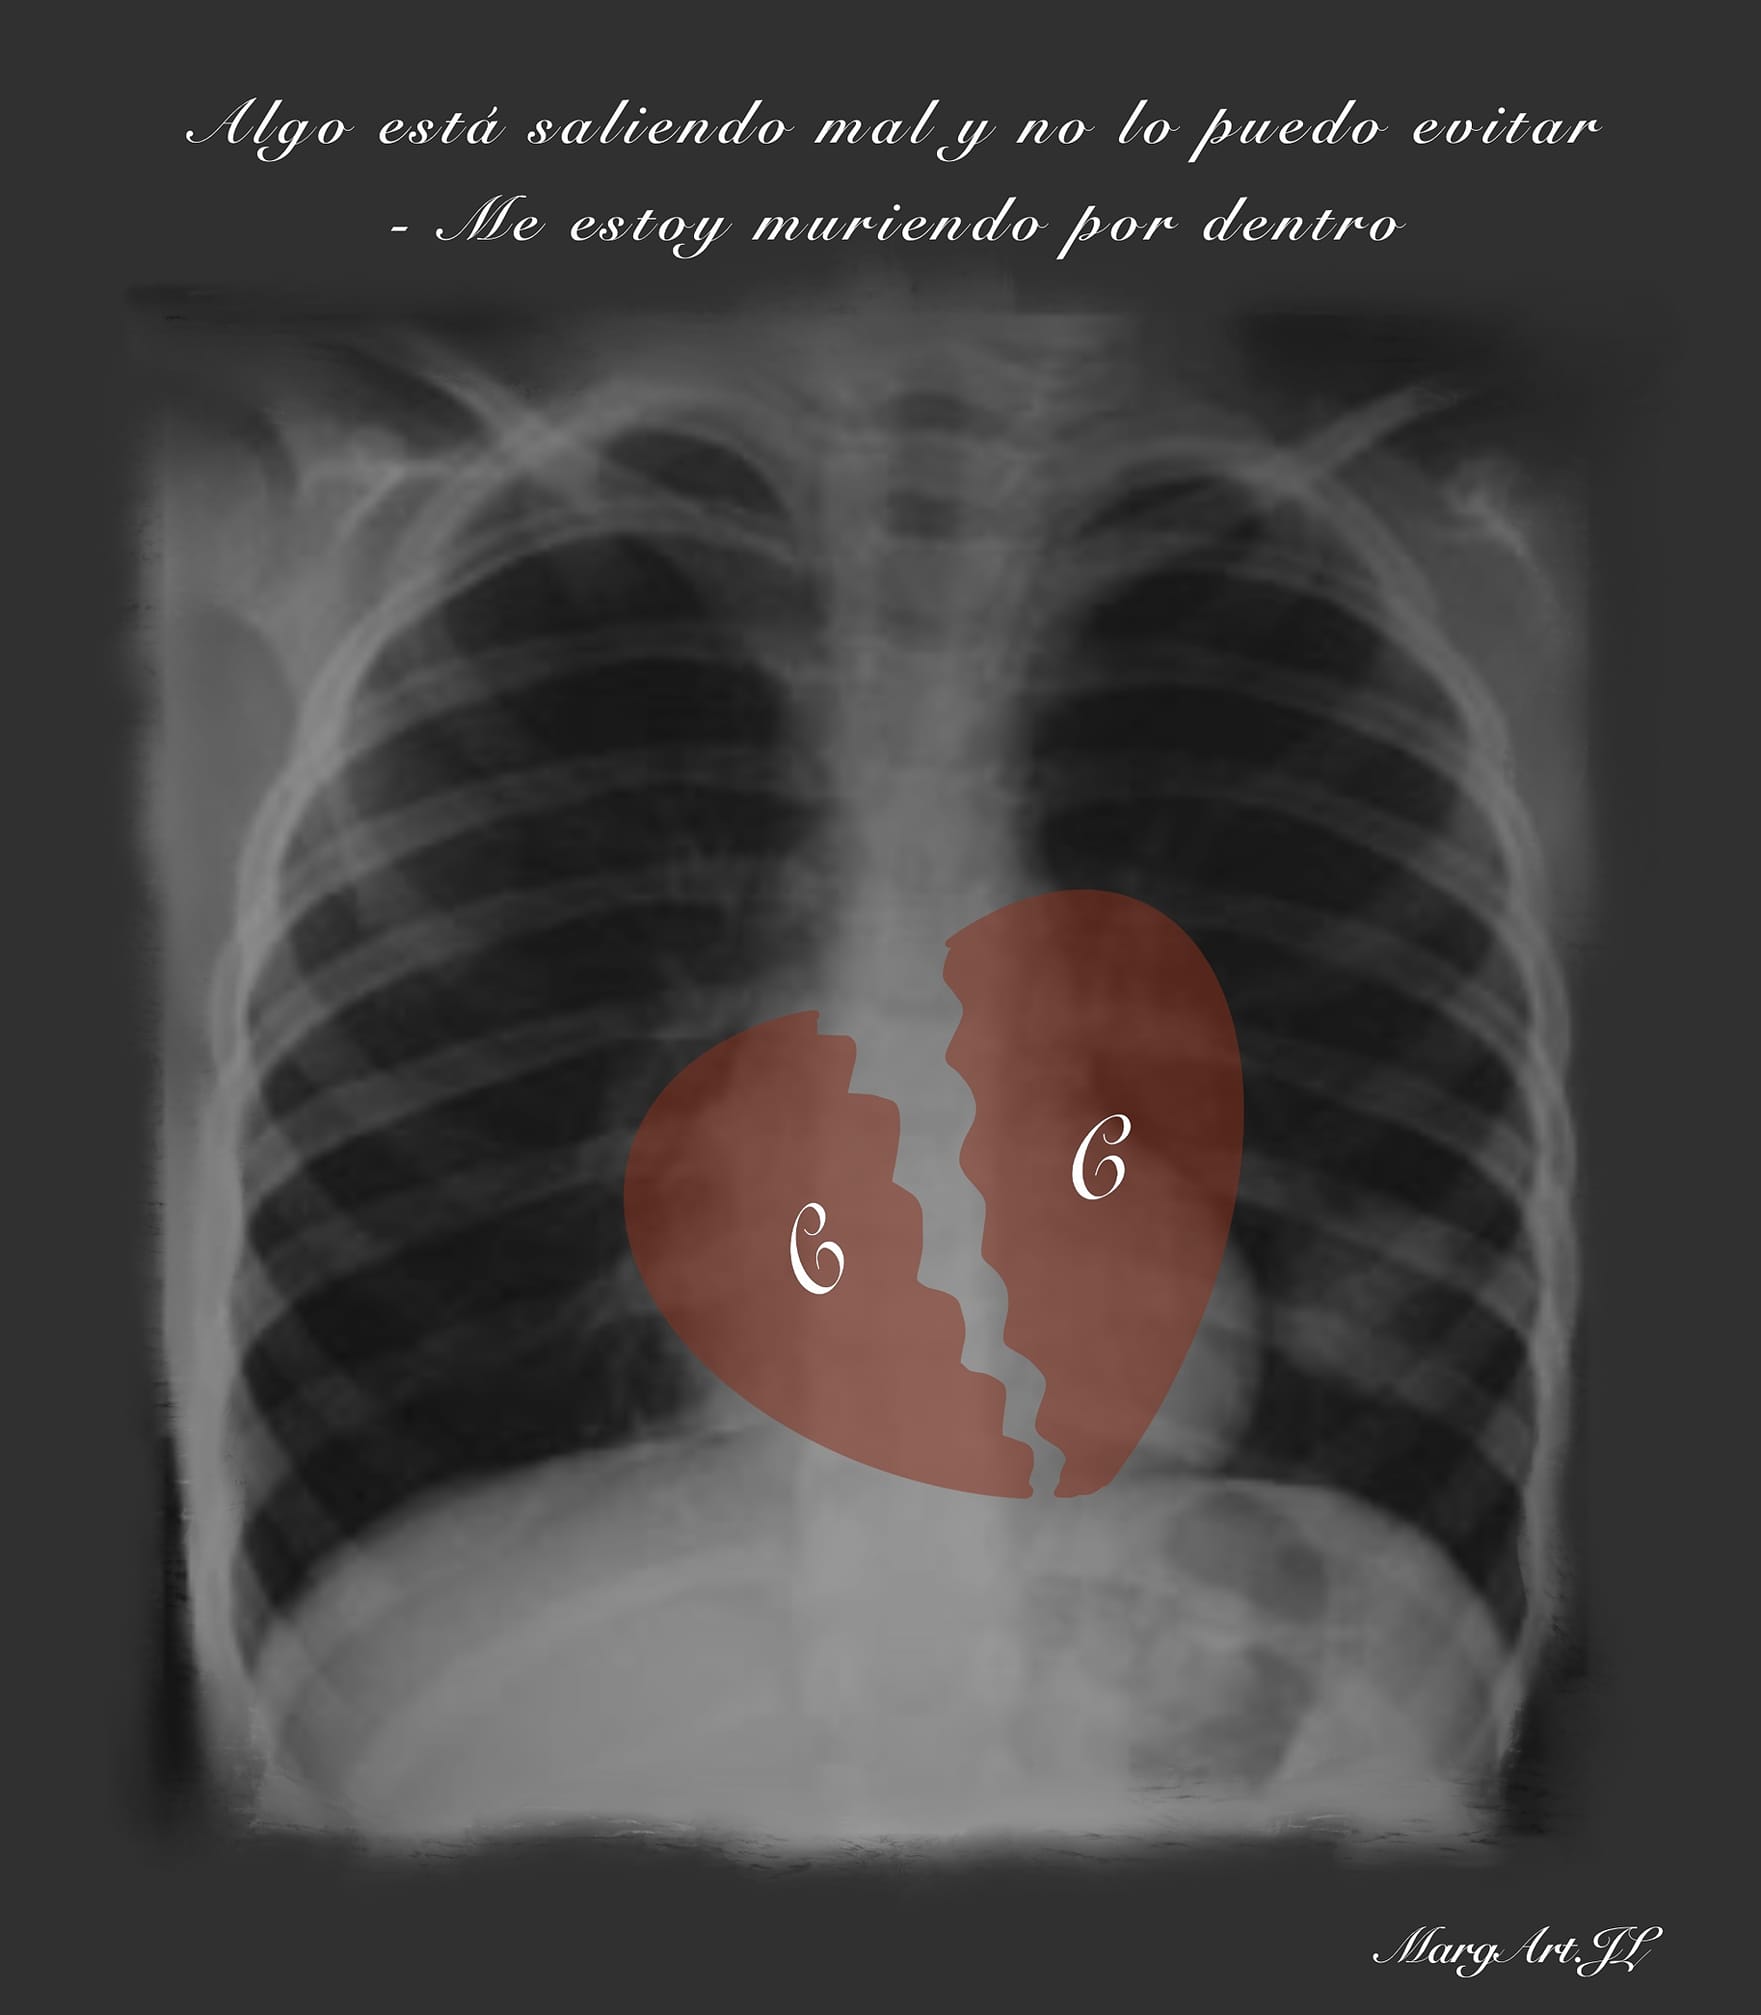 Algo está saliendo mal y no lo puedo evitar
- Me estoy muriendo por dentro
C
C
MargArt.JL